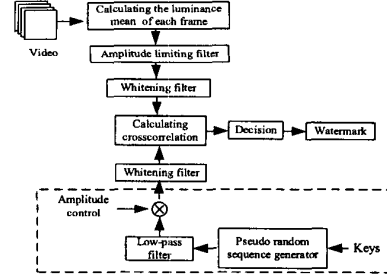 Calculating the luminance
mean of each frame
Video
Amplitude limiting filter
Whitening filter
Calculating
crosscorrelation
Decision
Watermark
Whitening filter
Amplitude
control
Low-pass
filter
Pseudo random
sequence generator
Keys